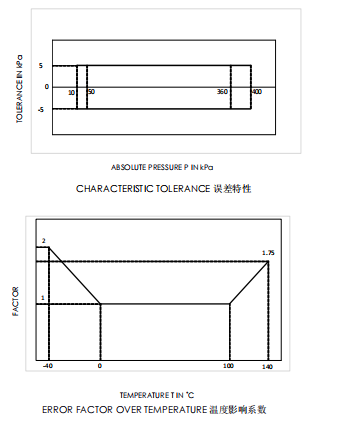 TOLERANCE IN kPa
5
0
-5
10
50
360
400
ABSOLUTE PRESSURE P IN kPa
CHARACTERISTIC TOLERANCE 误差特性
FACTOR
2
1
1.75
-40
0
100
140
TEMPERATURE T IN °C
ERROR FACTOR OVER TEMPERATURE 温度影响系数